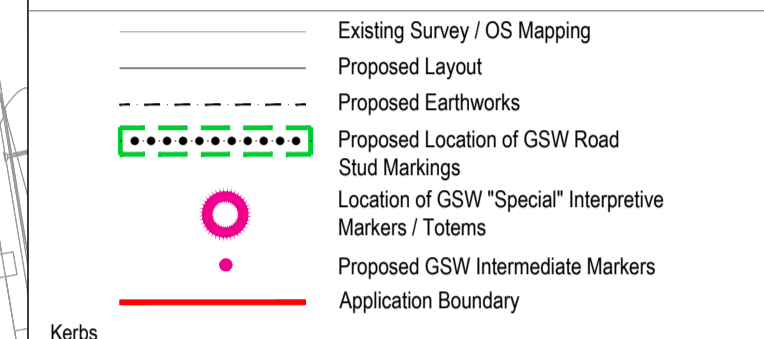 Existing Survey / OS Mapping
Proposed Layout
Proposed Earthworks
Proposed Location of GSW Road
Stud Markings
Location of GSW "Special" Interpretive
Markers / Totems
Proposed GSW Intermediate Markers
Application Boundary
Kerbs